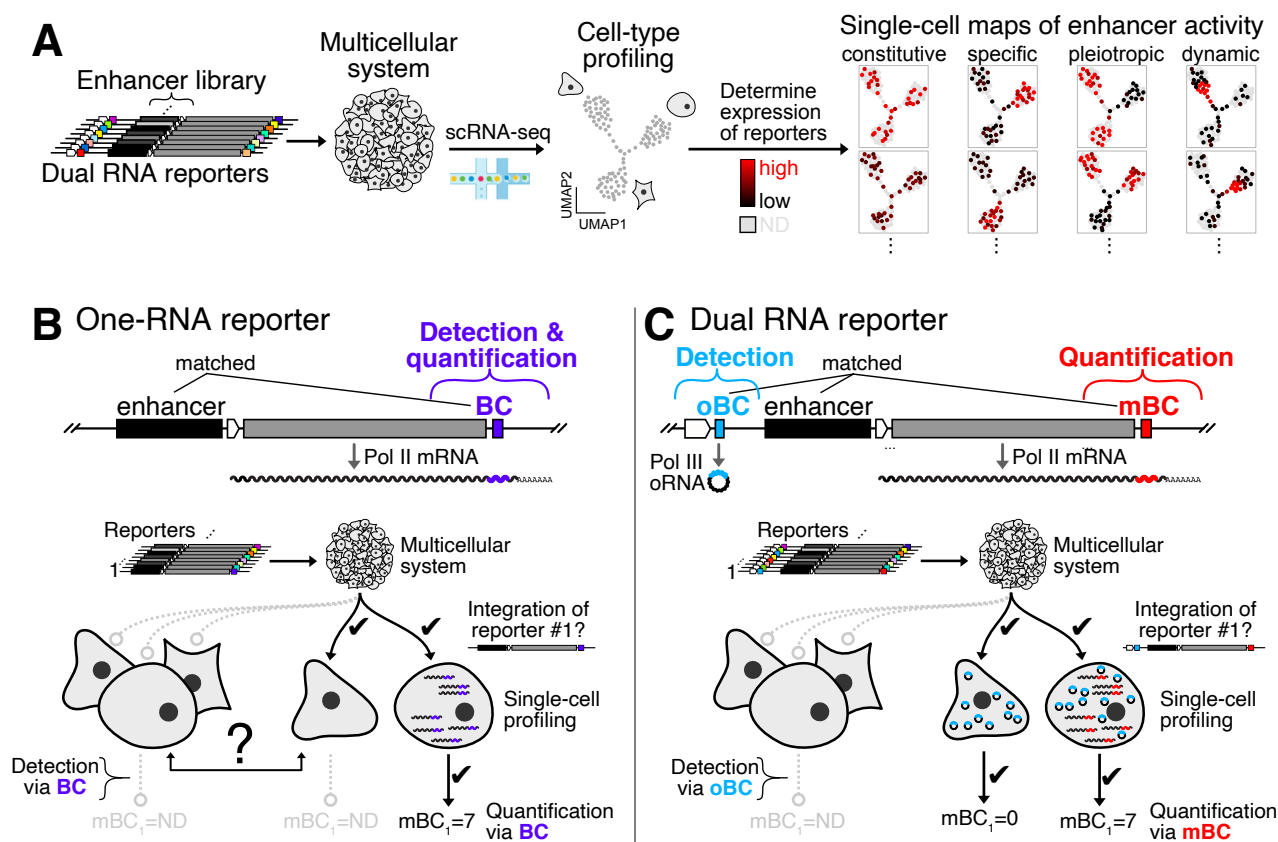 A
Enhancer library
Dual RNA reporters
Multicellular
system
scRNA-seq
Cell-type
profiling
UMAP2
UMAP1
Determine
expression
of reporters
high
low
ND
Single-cell maps of enhancer activity
constitutive specific pleiotropic dynamic
B One-RNA reporter
Detection &
quantification
matched
enhancer
BC
Pol II mRNA
AAAAAAA
Reporters
1
Multicellular
system
Integration of
reporter #1?
Single-cell
profiling
?
Detection
via BC
mBC1=ND
mBC1=ND
mBC1=7
Quantification
via BC
C Dual RNA reporter
Detection
matched
Quantification
oBC
enhancer
mBC
...
...
Pol III
oRNA
Pol II mRNA
AAAAAAA
Reporters
1
Multicellular
system
Integration of
reporter #1?
Single-cell
profiling
Detection
via oBC
mBC1=ND
mBC1=0
mBC1=7
Quantification
via mBC